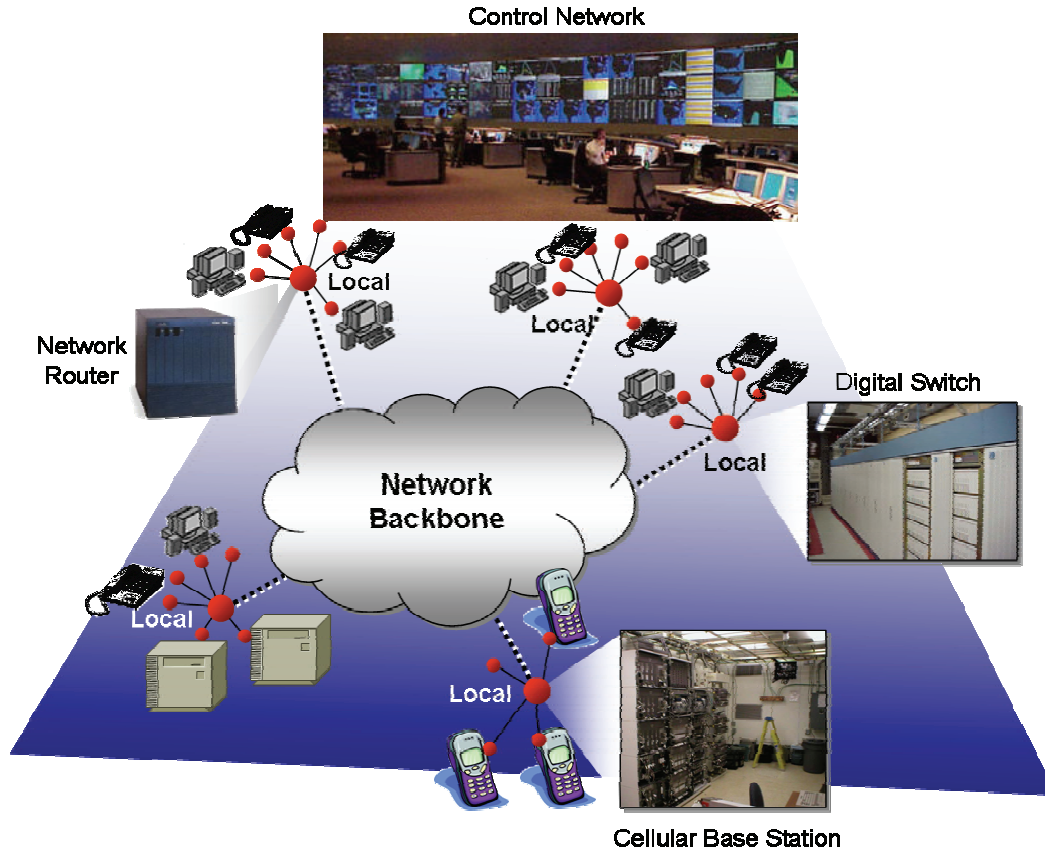 Control Network
Local
Local
Network
Router
Digital Switch
Local
Network
Backbone
Local
Local
Cellular Base Station